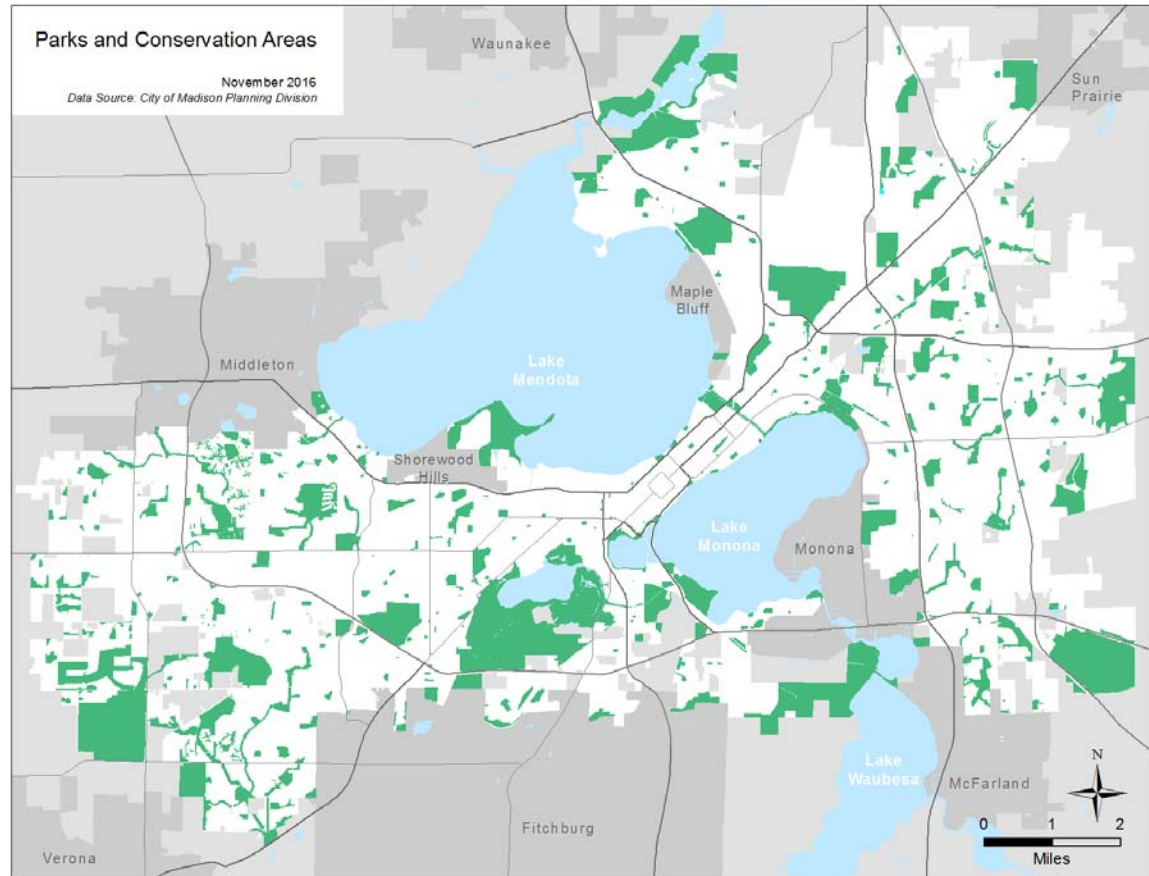 Parks and Conservation Areas
November 2016
Data Source: City of Madison Planning Division
Waunakee
Sun
Prairie
Maple
Bluff
Middleton
Lake
Mendota
Shorewood
Hills
Lake
Monona
Monona
Lake
Waubesa
McFarland
Fitchburg
Verona
N
0 1 2
Miles